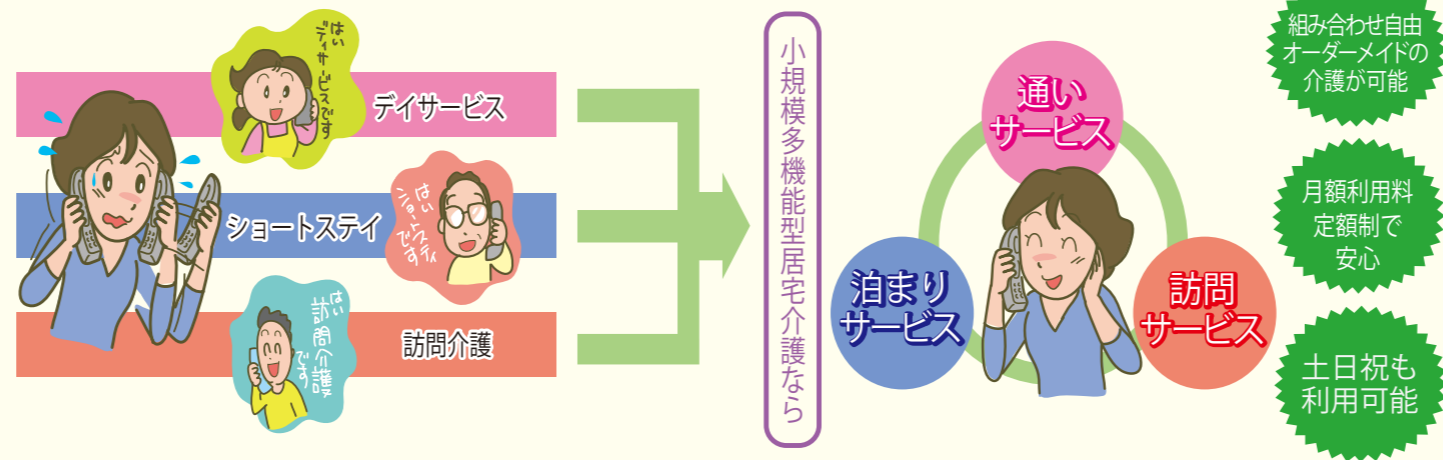 はい
デイサービスです
デイサービス
はい
ショートステイ
です
ショートステイ
はい
訪問介護
です
訪問介護
小規模多機能型居宅介護なら
通い
サービス
泊まり
サービス
訪問
サービス
組み合わせ自由
オーダーメイドの
介護が可能
月額利用料
定額制で
安心
土日祝も
利用可能